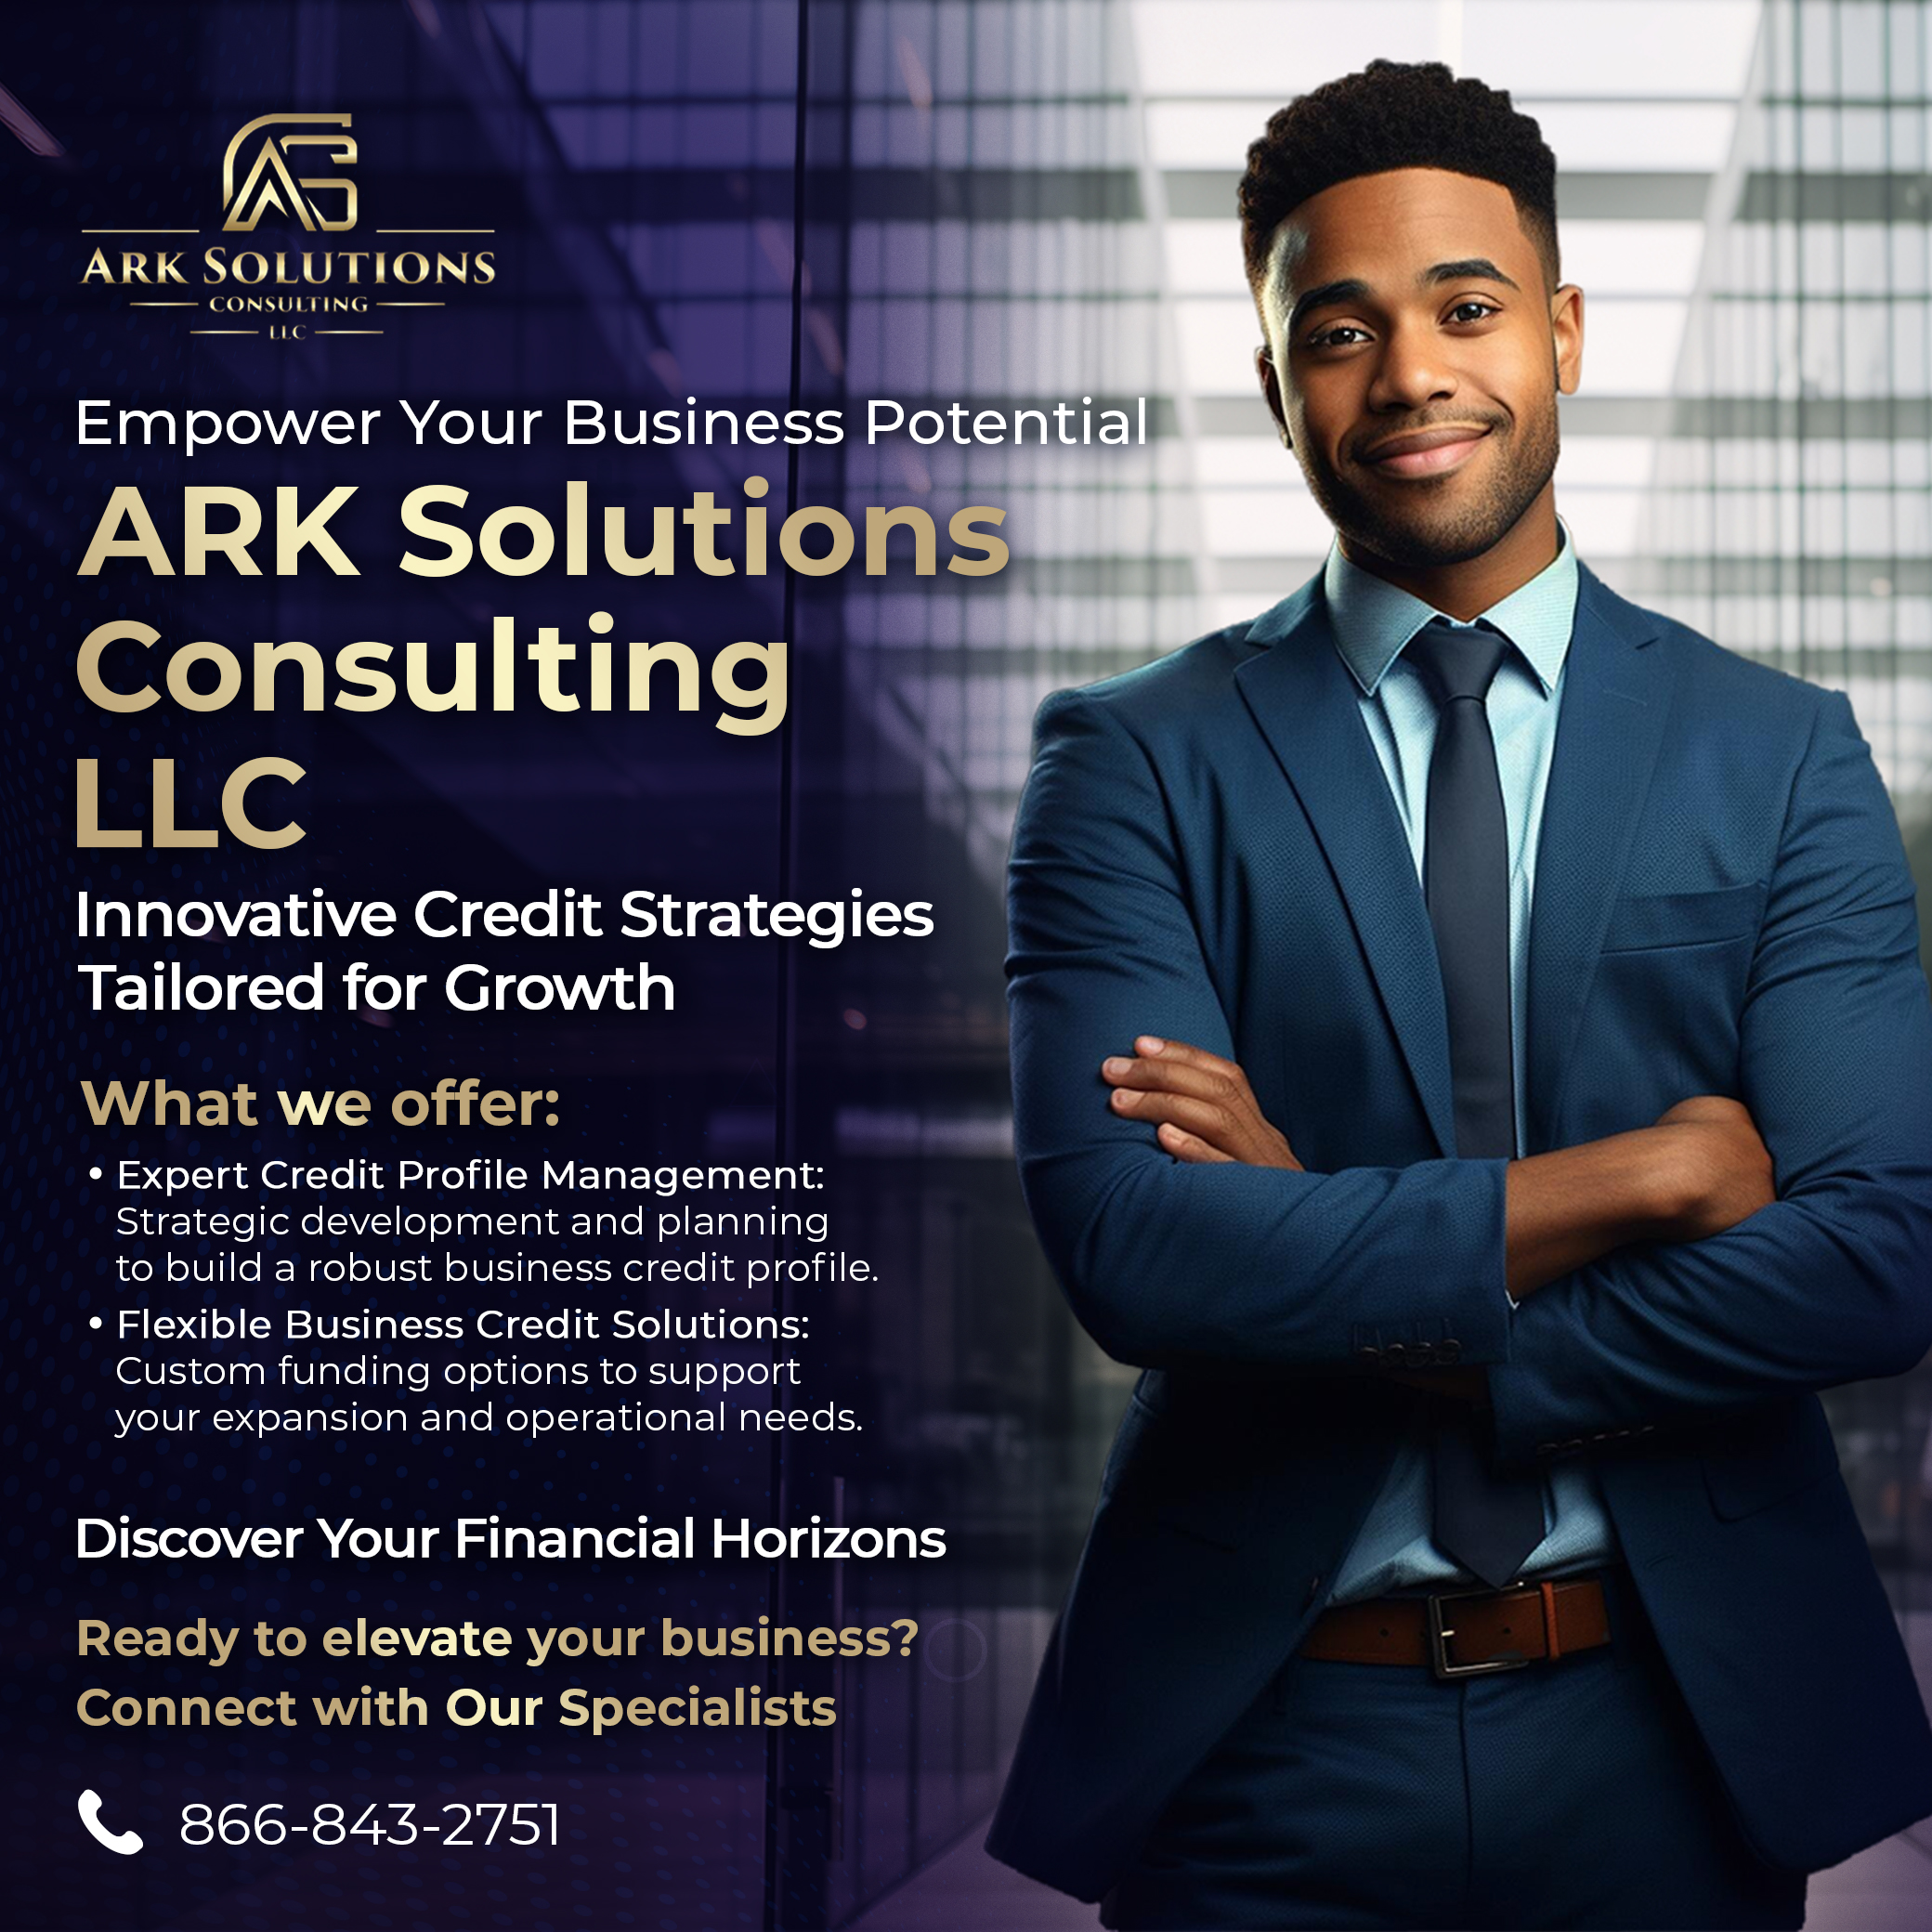 ARK SOLUTIONS
CONSULTING
LLC
Empower Your Business Potential
ARK Solutions
Consulting
LLC
Innovative Credit Strategies
Tailored for Growth
What we offer:
• Expert Credit Profile Management:
Strategic development and planning
to build a robust business credit profile.
• Flexible Business Credit Solutions:
Custom funding options to support
your expansion and operational needs.
Discover Your Financial Horizons
Ready to elevate your business?
Connect with Our Specialists
866-843-2751